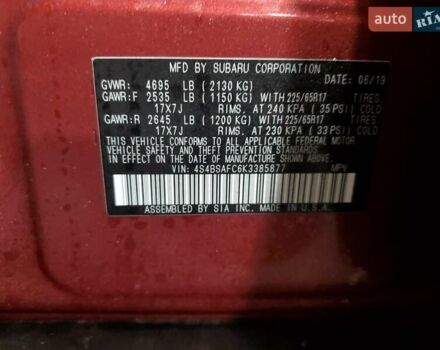 auto
RIA
MFD BY SUBARU CORPORATION
GVWR: 4695 LB (2130 KG) DATE: 06/19
GAWR:F 2535 LB (1150 KG) WITH 225/65R17 TIRES
17X7J RIMS, AT 240 KPA (35 PSI) COLD
GAWR:R 2645 LB (1200 KG) WITH 225/65R17 TIRES
17X7J RIMS, AT 230 KPA (33 PSI) COLD
THIS VEHICLE CONFORMS TO ALL APPLICABLE FEDERAL MOTOR
VEHICLE SAFETY AND THEFT PREVENTION STANDARDS IN
EFFECT ON THE DATE OF MANUFACTURE SHOWN ABOVE.
VIN: 4S4BSAFC6K3385877 MPV
ASSEMBLED BY SIA INC. MADE IN U.S.A.